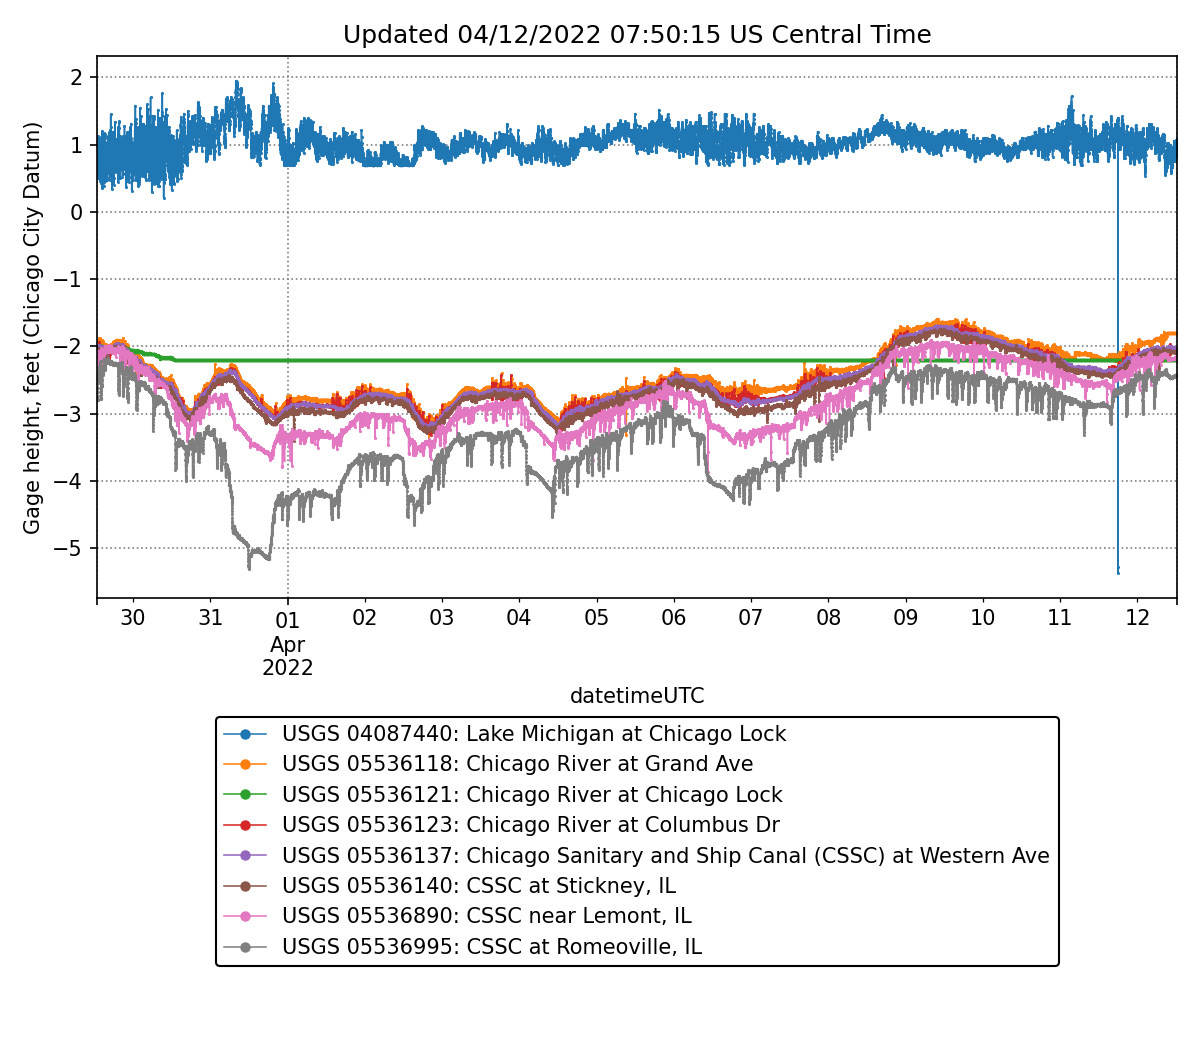 Updated 04/12/2022 07:50:15 US Central Time
Gage height, feet (Chicago City Datum)
2
1
0
−1
−2
−3
−4
−5
30 31 01 02 03 04 05 06 07 08 09 10 11 12
Apr
2022
datetimeUTC
USGS 04087440: Lake Michigan at Chicago Lock
USGS 05536118: Chicago River at Grand Ave
USGS 05536121: Chicago River at Chicago Lock
USGS 05536123: Chicago River at Columbus Dr
USGS 05536137: Chicago Sanitary and Ship Canal (CSSC) at Western Ave
USGS 05536140: CSSC at Stickney, IL
USGS 05536890: CSSC near Lemont, IL
USGS 05536995: CSSC at Romeoville, IL